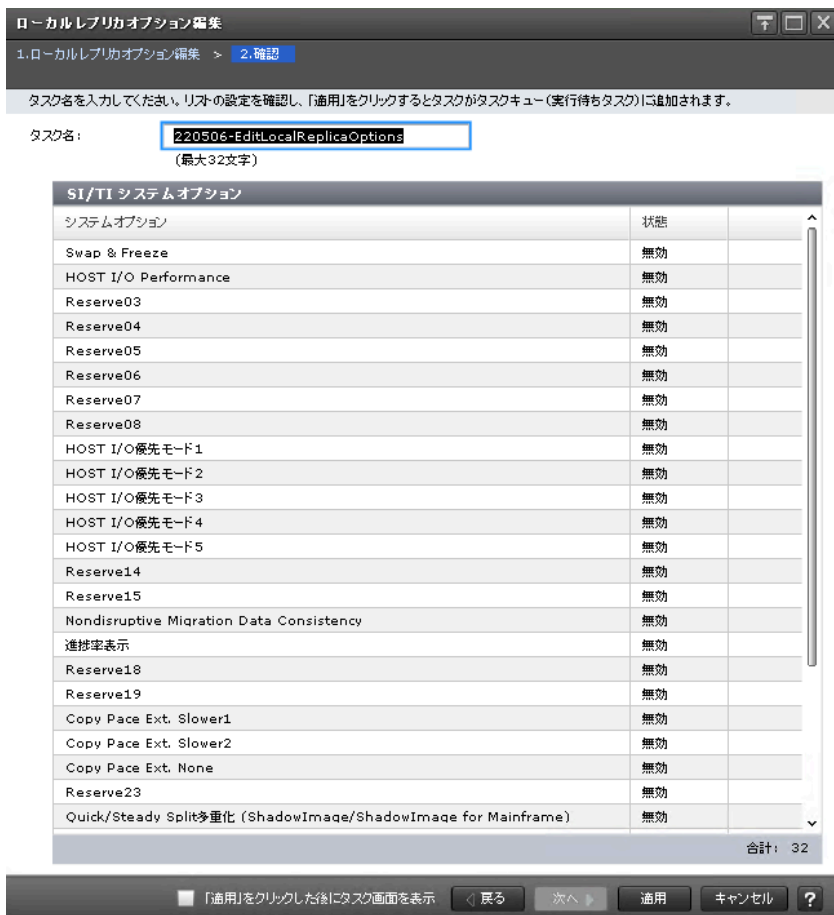 ローカルレプリカオプション編集
1.ローカルレプリカオプション編集 > 2.確認
タスク名を入力してください。リストの設定を確認し、「適用」をクリックするとタスクがタスクキュー(実行待ちタスク)に追加されます。
タスク名: 220506-EditLocalReplicaOptions
(最大32文字)
SI/TI システムオプション
システムオプション 状態
Swap & Freeze 無効
HOST I/O Performance 無効
Reserve03 無効
Reserve04 無効
Reserve05 無効
Reserve06 無効
Reserve07 無効
Reserve08 無効
HOST I/O優先モード1 無効
HOST I/O優先モード2 無効
HOST I/O優先モード3 無効
HOST I/O優先モード4 無効
HOST I/O優先モード5 無効
Reserve14 無効
Reserve15 無効
Nondisruptive Migration Data Consistency 無効
進捗率表示 無効
Reserve18 無効
Reserve19 無効
Copy Pace Ext. Slower1 無効
Copy Pace Ext. Slower2 無効
Copy Pace Ext. None 無効
Reserve23 無効
Quick/Steady Split多重化 (ShadowImage/ShadowImage for Mainframe) 無効
合計: 32
「適用」をクリックした後にタスク画面を表示 戻る 次へ 適用 キャンセル ?